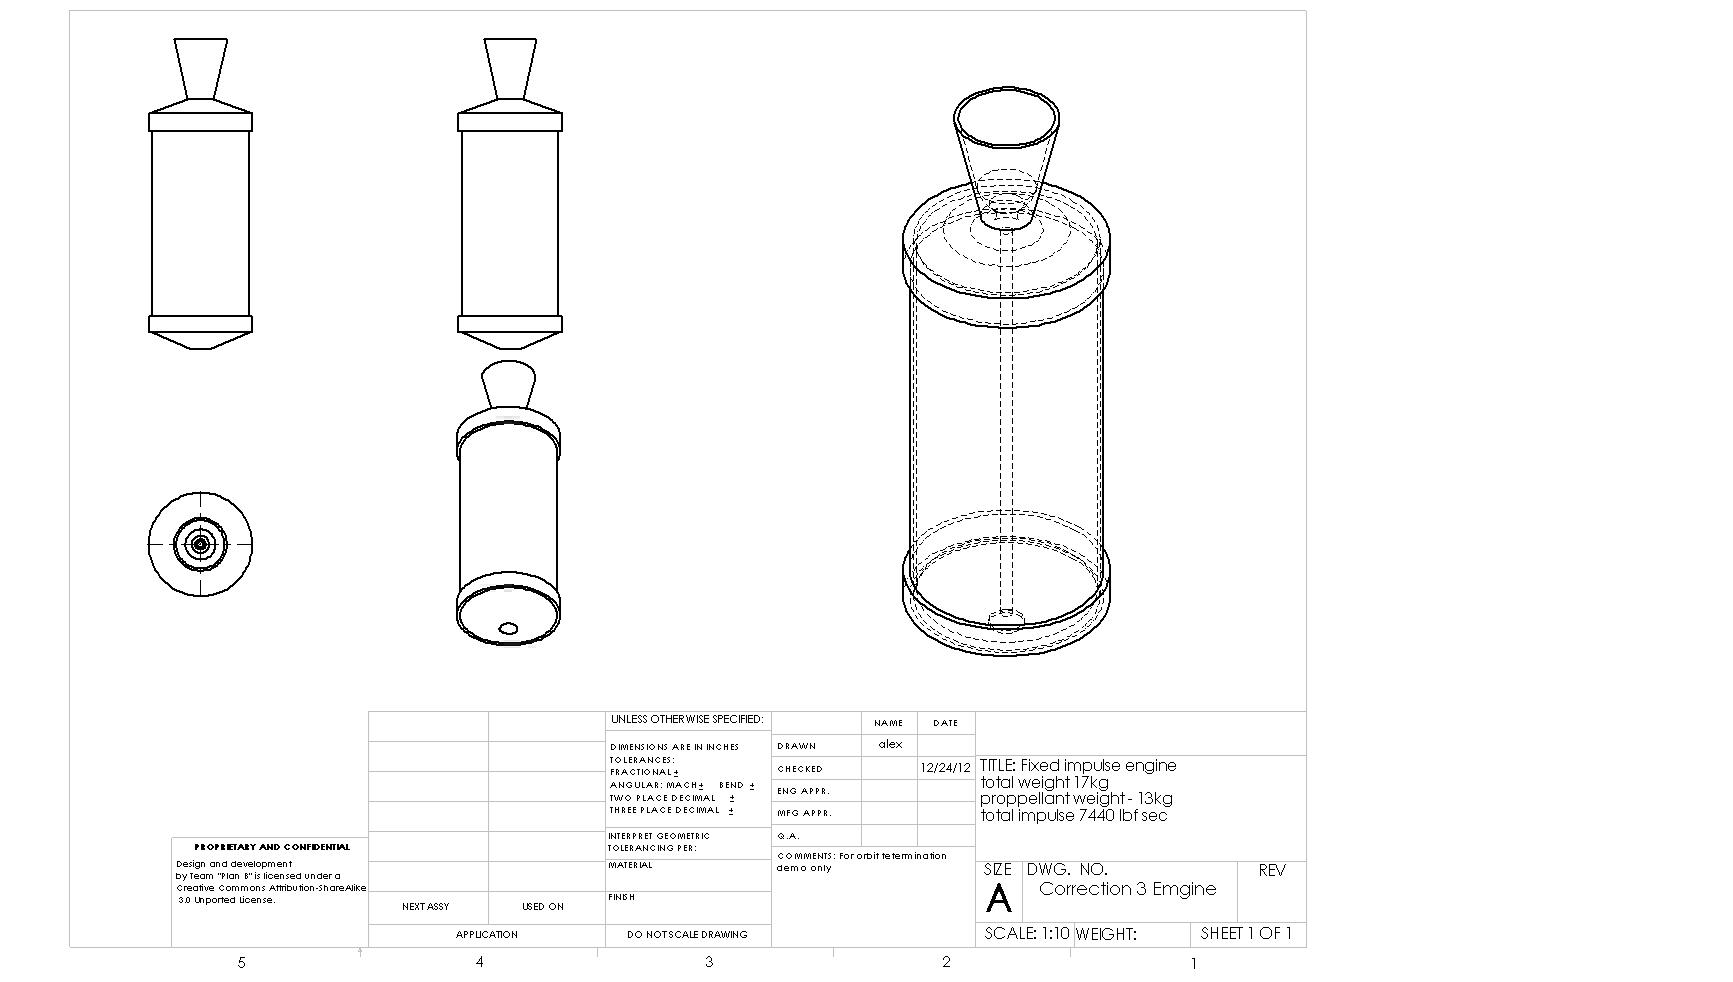 UNLESS OTHERWISE SPECIFIED:
DIMENSIONS ARE IN INCHES
TOLERANCES:
FRACTIONAL ±
ANGULAR: MACH ± BEND ±
TWO PLACE DECIMAL ±
THREE PLACE DECIMAL ±
INTERPRET GEOMETRIC
TOLERANCING PER:
MATERIAL
FINISH
DO NOT SCALE DRAWING
NAME DATE
DRAWN alex
CHECKED 12/24/12
ENG APPR.
MFG APPR.
Q.A.
COMMENTS: For orbit tetermination
demo only
TITLE: Fixed impulse engine
total weight 17kg
proppellant weight - 13kg
total impulse 7440 lbf sec
SIZE
A
DWG. NO.
Correction 3 Emgine
REV
SCALE: 1:10 WEIGHT: SHEET 1 OF 1
PROPRIETARY AND CONFIDENTIAL
Design and development
by Team "Plan B" is licensed under a
Creative Commons Attribution-ShareAlike
3.0 Unported License.
NEXT ASSY USED ON
APPLICATION
5 4 3 2 1